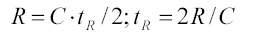 R = C · t_R / 2; t_R = 2R / C